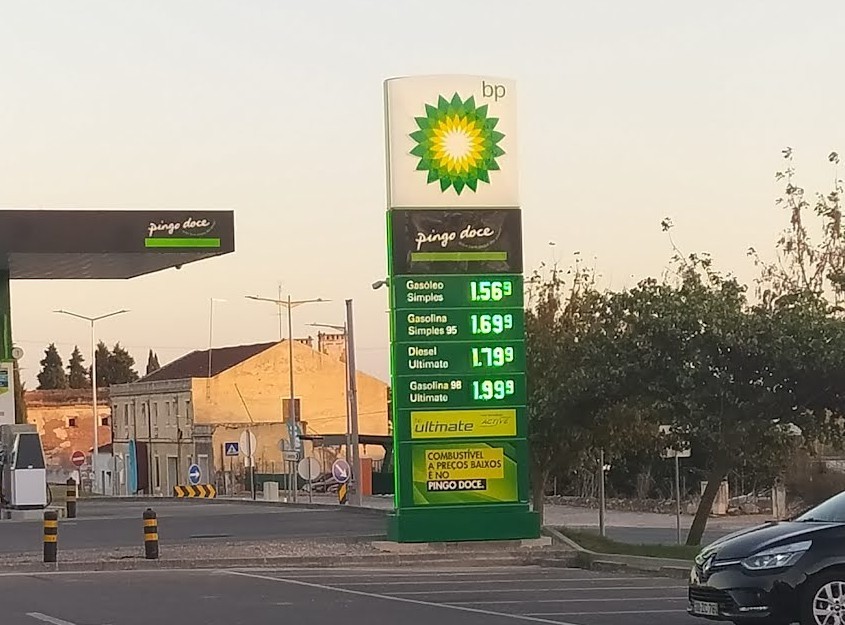 bp
pingo doce
pingo doce
Gasóleo
Simples
1.569
Gasolina
Simples 95
1.699
Diesel
Ultimate
1.799
Gasolina 98
Ultimate
1.999
ultimate
ACTIVE
COMBUSTÍVEL
A PREÇOS BAIXOS
É NO
PINGO DOCE.